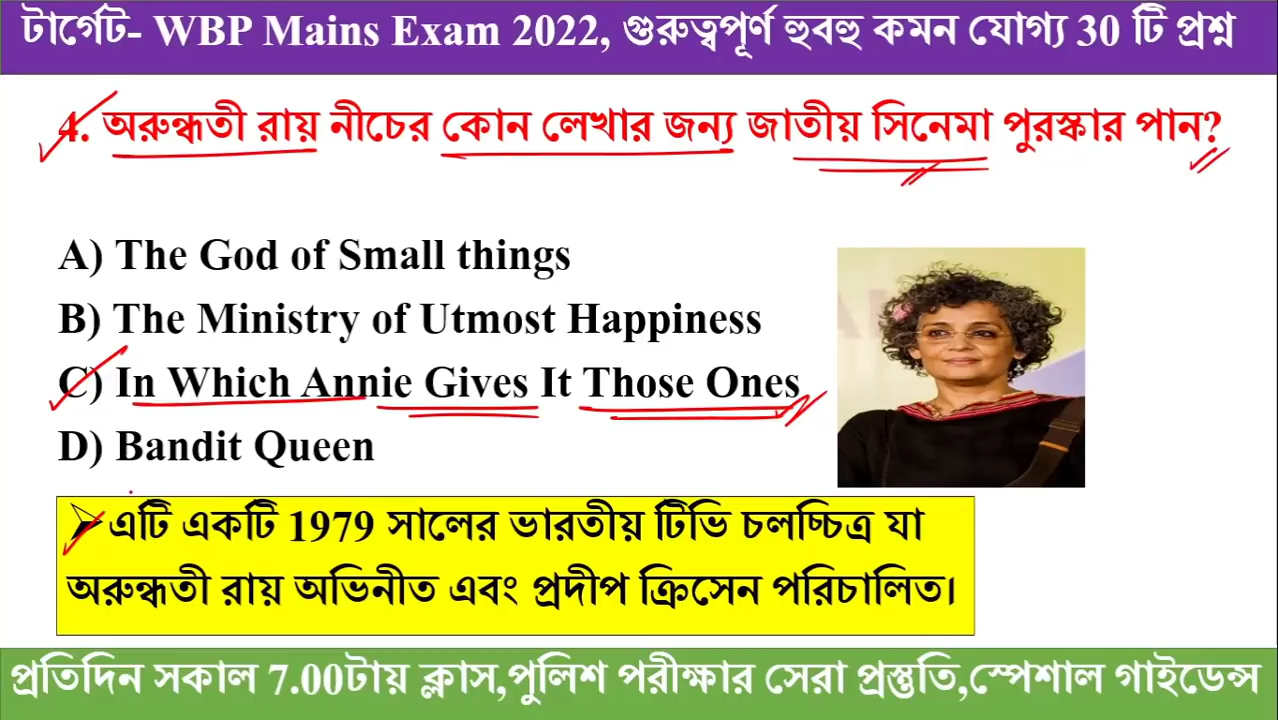 টার্গেট- WBP Mains Exam 2022, গুরুত্বপূর্ণ হুবহু কমন যোগ্য 30 টি প্রশ্ন
4. অরুন্ধতী রায় নীচের কোন লেখার জন্য জাতীয় সিনেমা পুরস্কার পান?
A) The God of Small things
B) The Ministry of Utmost Happiness
C) In Which Annie Gives It Those Ones
D) Bandit Queen
এটি একটি 1979 সালের ভারতীয় টিভি চলচ্চিত্র যা
অরুন্ধতী রায় অভিনীত এবং প্রদীপ ক্রিসেন পরিচালিত।
প্রতিদিন সকাল 7.00টায় ক্লাস,পুলিশ পরীক্ষার সেরা প্রস্তুতি,স্পেশাল গাইডেন্স